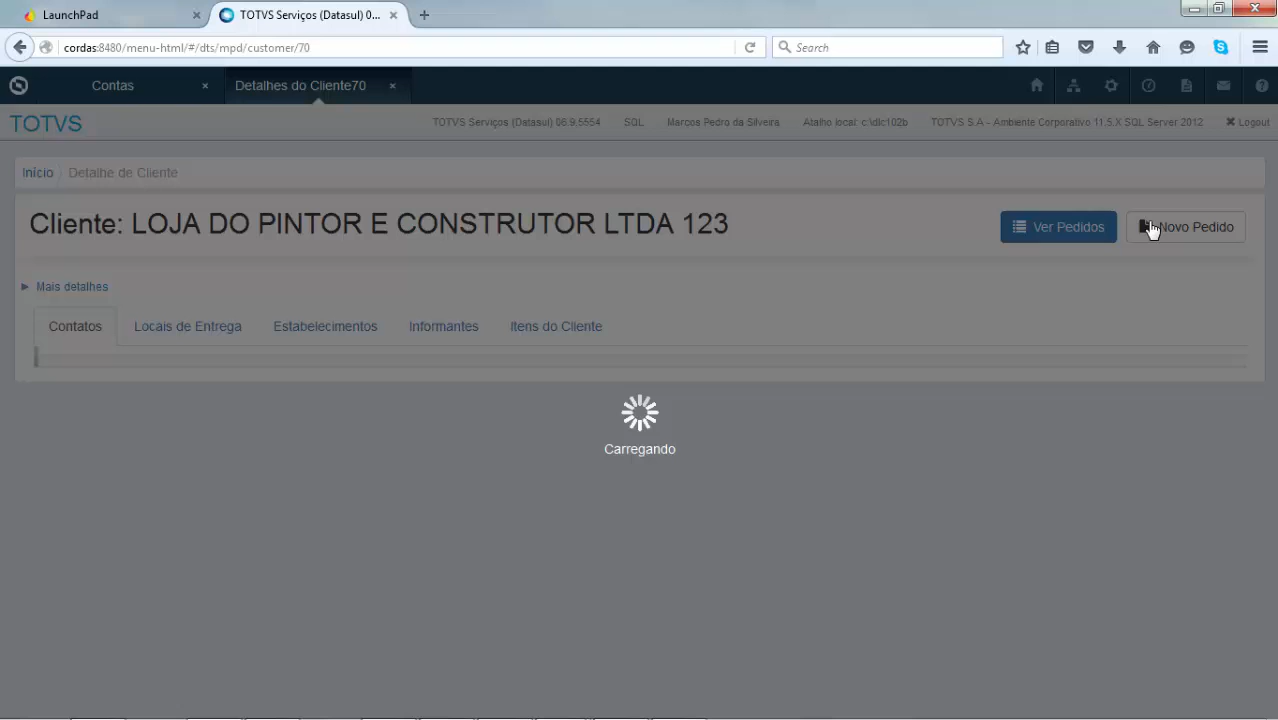 LaunchPad
TOTVS Serviços (Datasul) 0...
cordas:8480/menu-html/#/dts/mpd/customer/70
Search
Contas
Detalhes do Cliente70
TOTVS
TOTVS Serviços (Datasul) 06.9.5554
SQL
Marcos Pedro da Silveira
Atalho local: c:\dlc102b
TOTVS S.A - Ambiente Corporativo 11.5.X SQL Server 2012
Logout
Início
Detalhe de Cliente
Cliente: LOJA DO PINTOR E CONSTRUTOR LTDA 123
Ver Pedidos
Novo Pedido
Mais detalhes
Contatos
Locais de Entrega
Estabelecimentos
Informantes
Itens do Cliente
Carregando